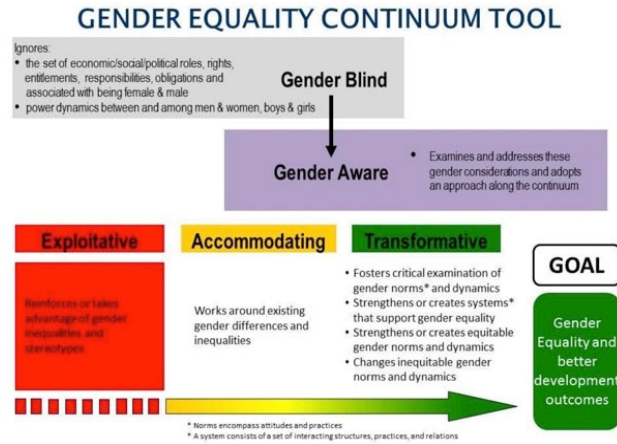 GENDER EQUALITY CONTINUUM TOOL
Ignores:
• the set of economic/social/political roles, rights,
entitlements, responsibilities, obligations and
associated with being female & male
• power dynamics between and among men & women, boys & girls
Gender Blind
Gender Aware
• Examines and addresses these
gender considerations and adopts
an approach along the continuum
Exploitative
Reinforces or takes
advantage of gender
inequalities and
stereotypes
Accommodating
Works around existing
gender differences and
inequalities
Transformative
• Fosters critical examination of
gender norms* and dynamics
• Strengthens or creates systems*
that support gender equality
• Strengthens or creates equitable
gender norms and dynamics
• Changes inequitable gender
norms and dynamics
GOAL
Gender
Equality and
better
development
outcomes
* Norms encompass attitudes and practices
* A system consists of a set of interacting structures, practices, and relations